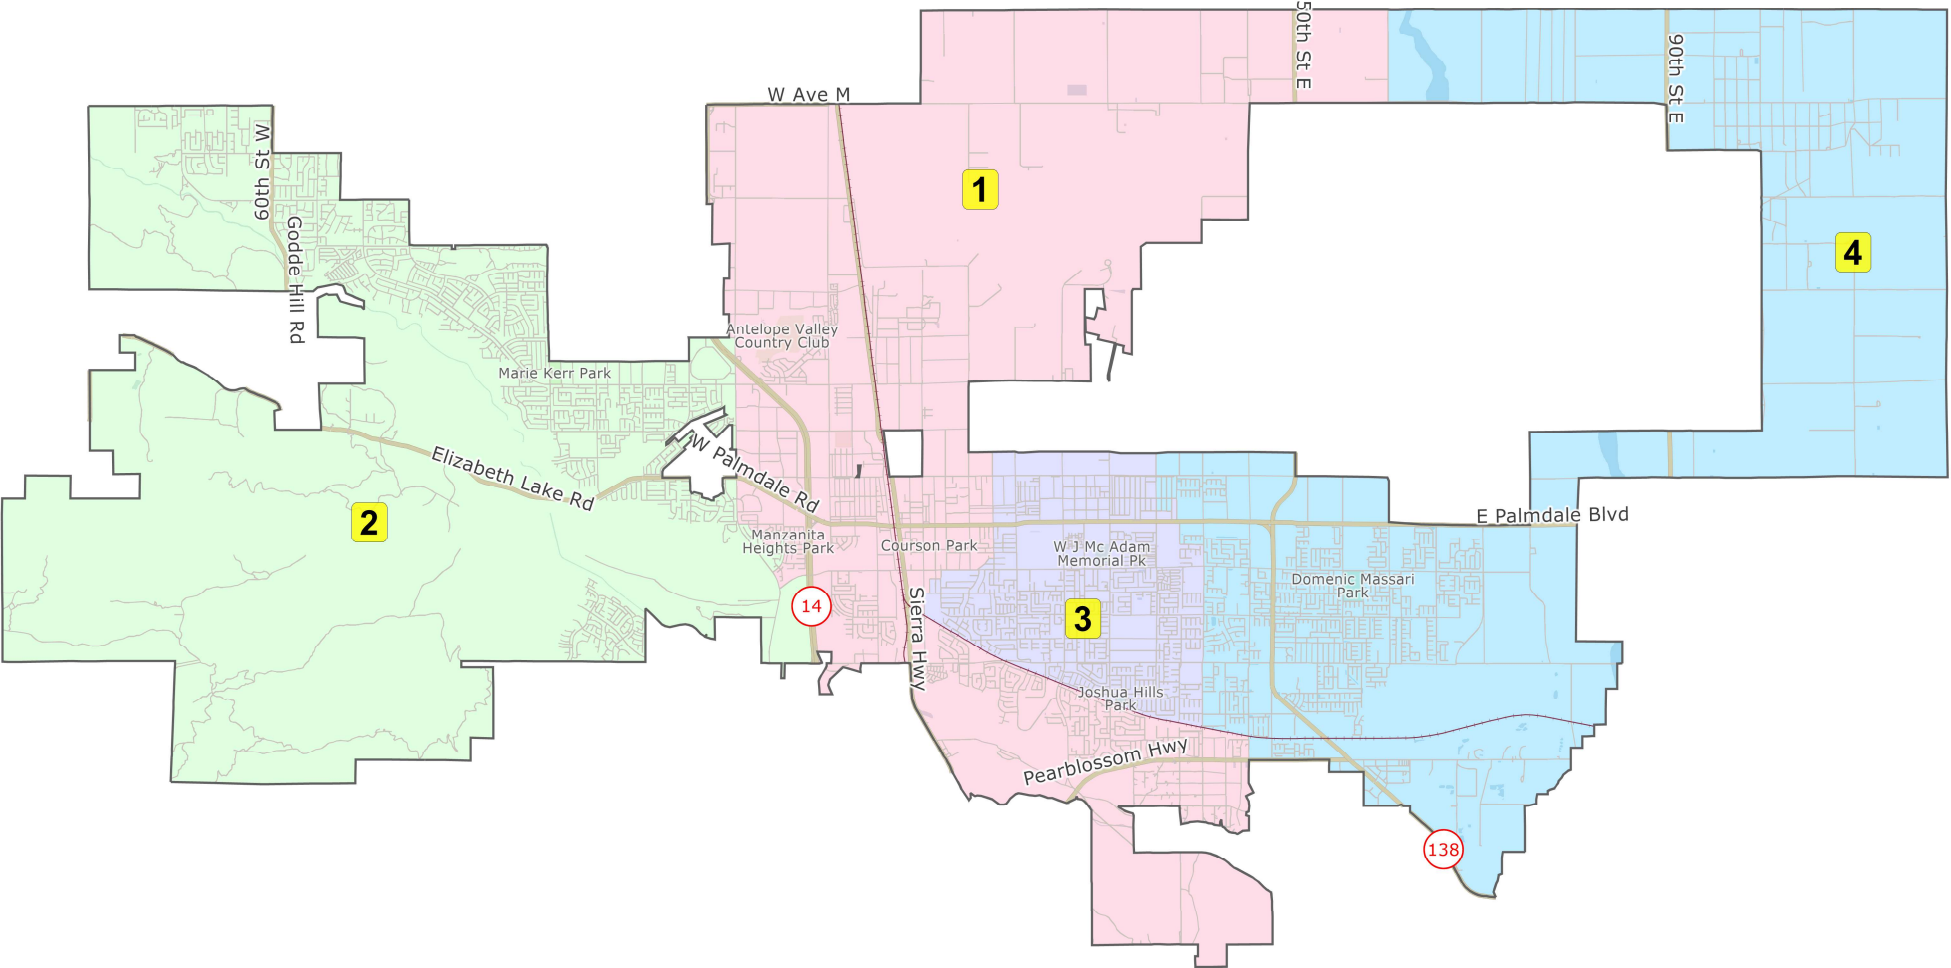 50th St E
90th St E
W Ave M
60th St W
1
Godde Hill Rd
4
Antelope Valley
Country Club
Marie Kerr Park
W Palmdale Rd
Elizabeth Lake Rd
2
E Palmdale Blvd
Manzanita
Heights Park
Courson Park
W J Mc Adam
Memorial Pk
Domenic Massari
Park
14
Sierra Hwy
3
Joshua Hills
Park
Pearblossom Hwy
138